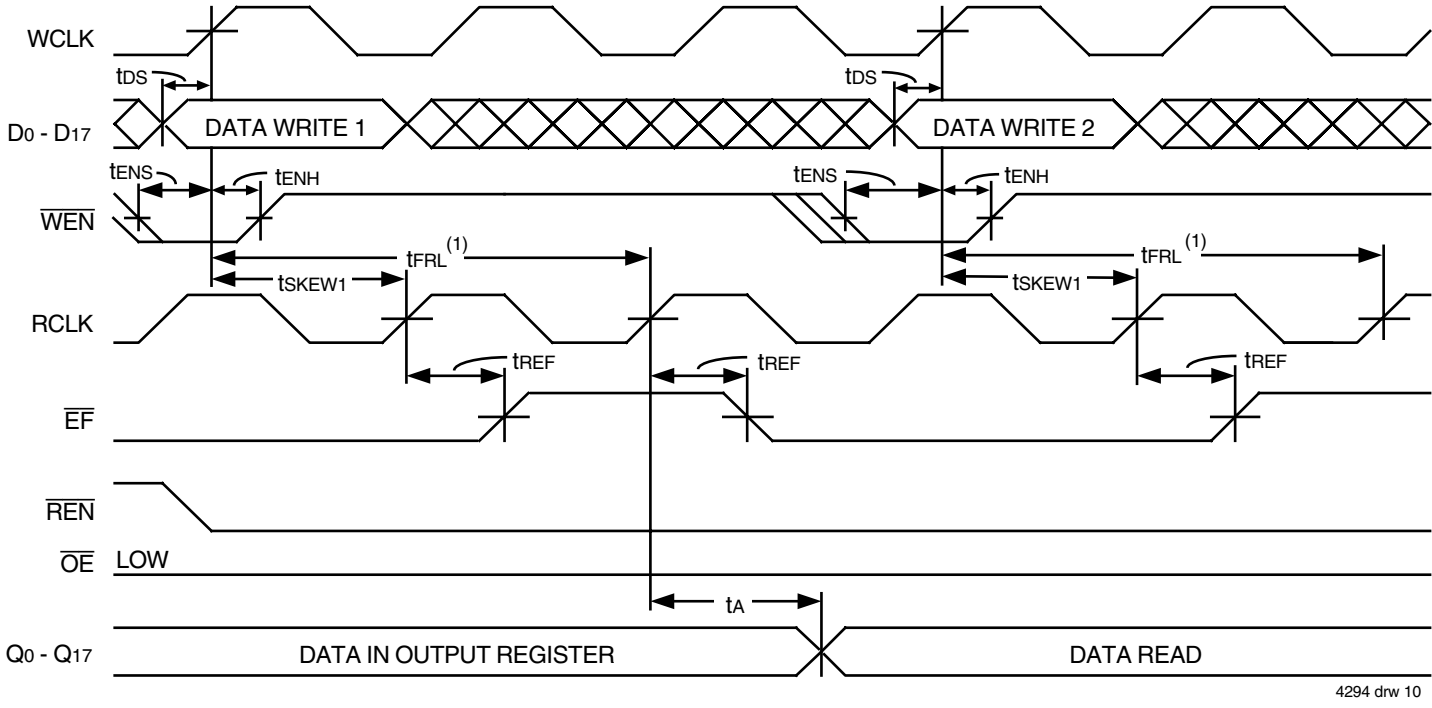 WCLK
tDS
tDS
D0 - D17
DATA WRITE 1
DATA WRITE 2
tENS
tENH
tENS
tENH
WEN
tFRL(1)
tFRL(1)
tSKEW1
tSKEW1
RCLK
tREF
tREF
tREF
EF
REN
OE
LOW
tA
Q0 - Q17
DATA IN OUTPUT REGISTER
DATA READ
4294 drw 10